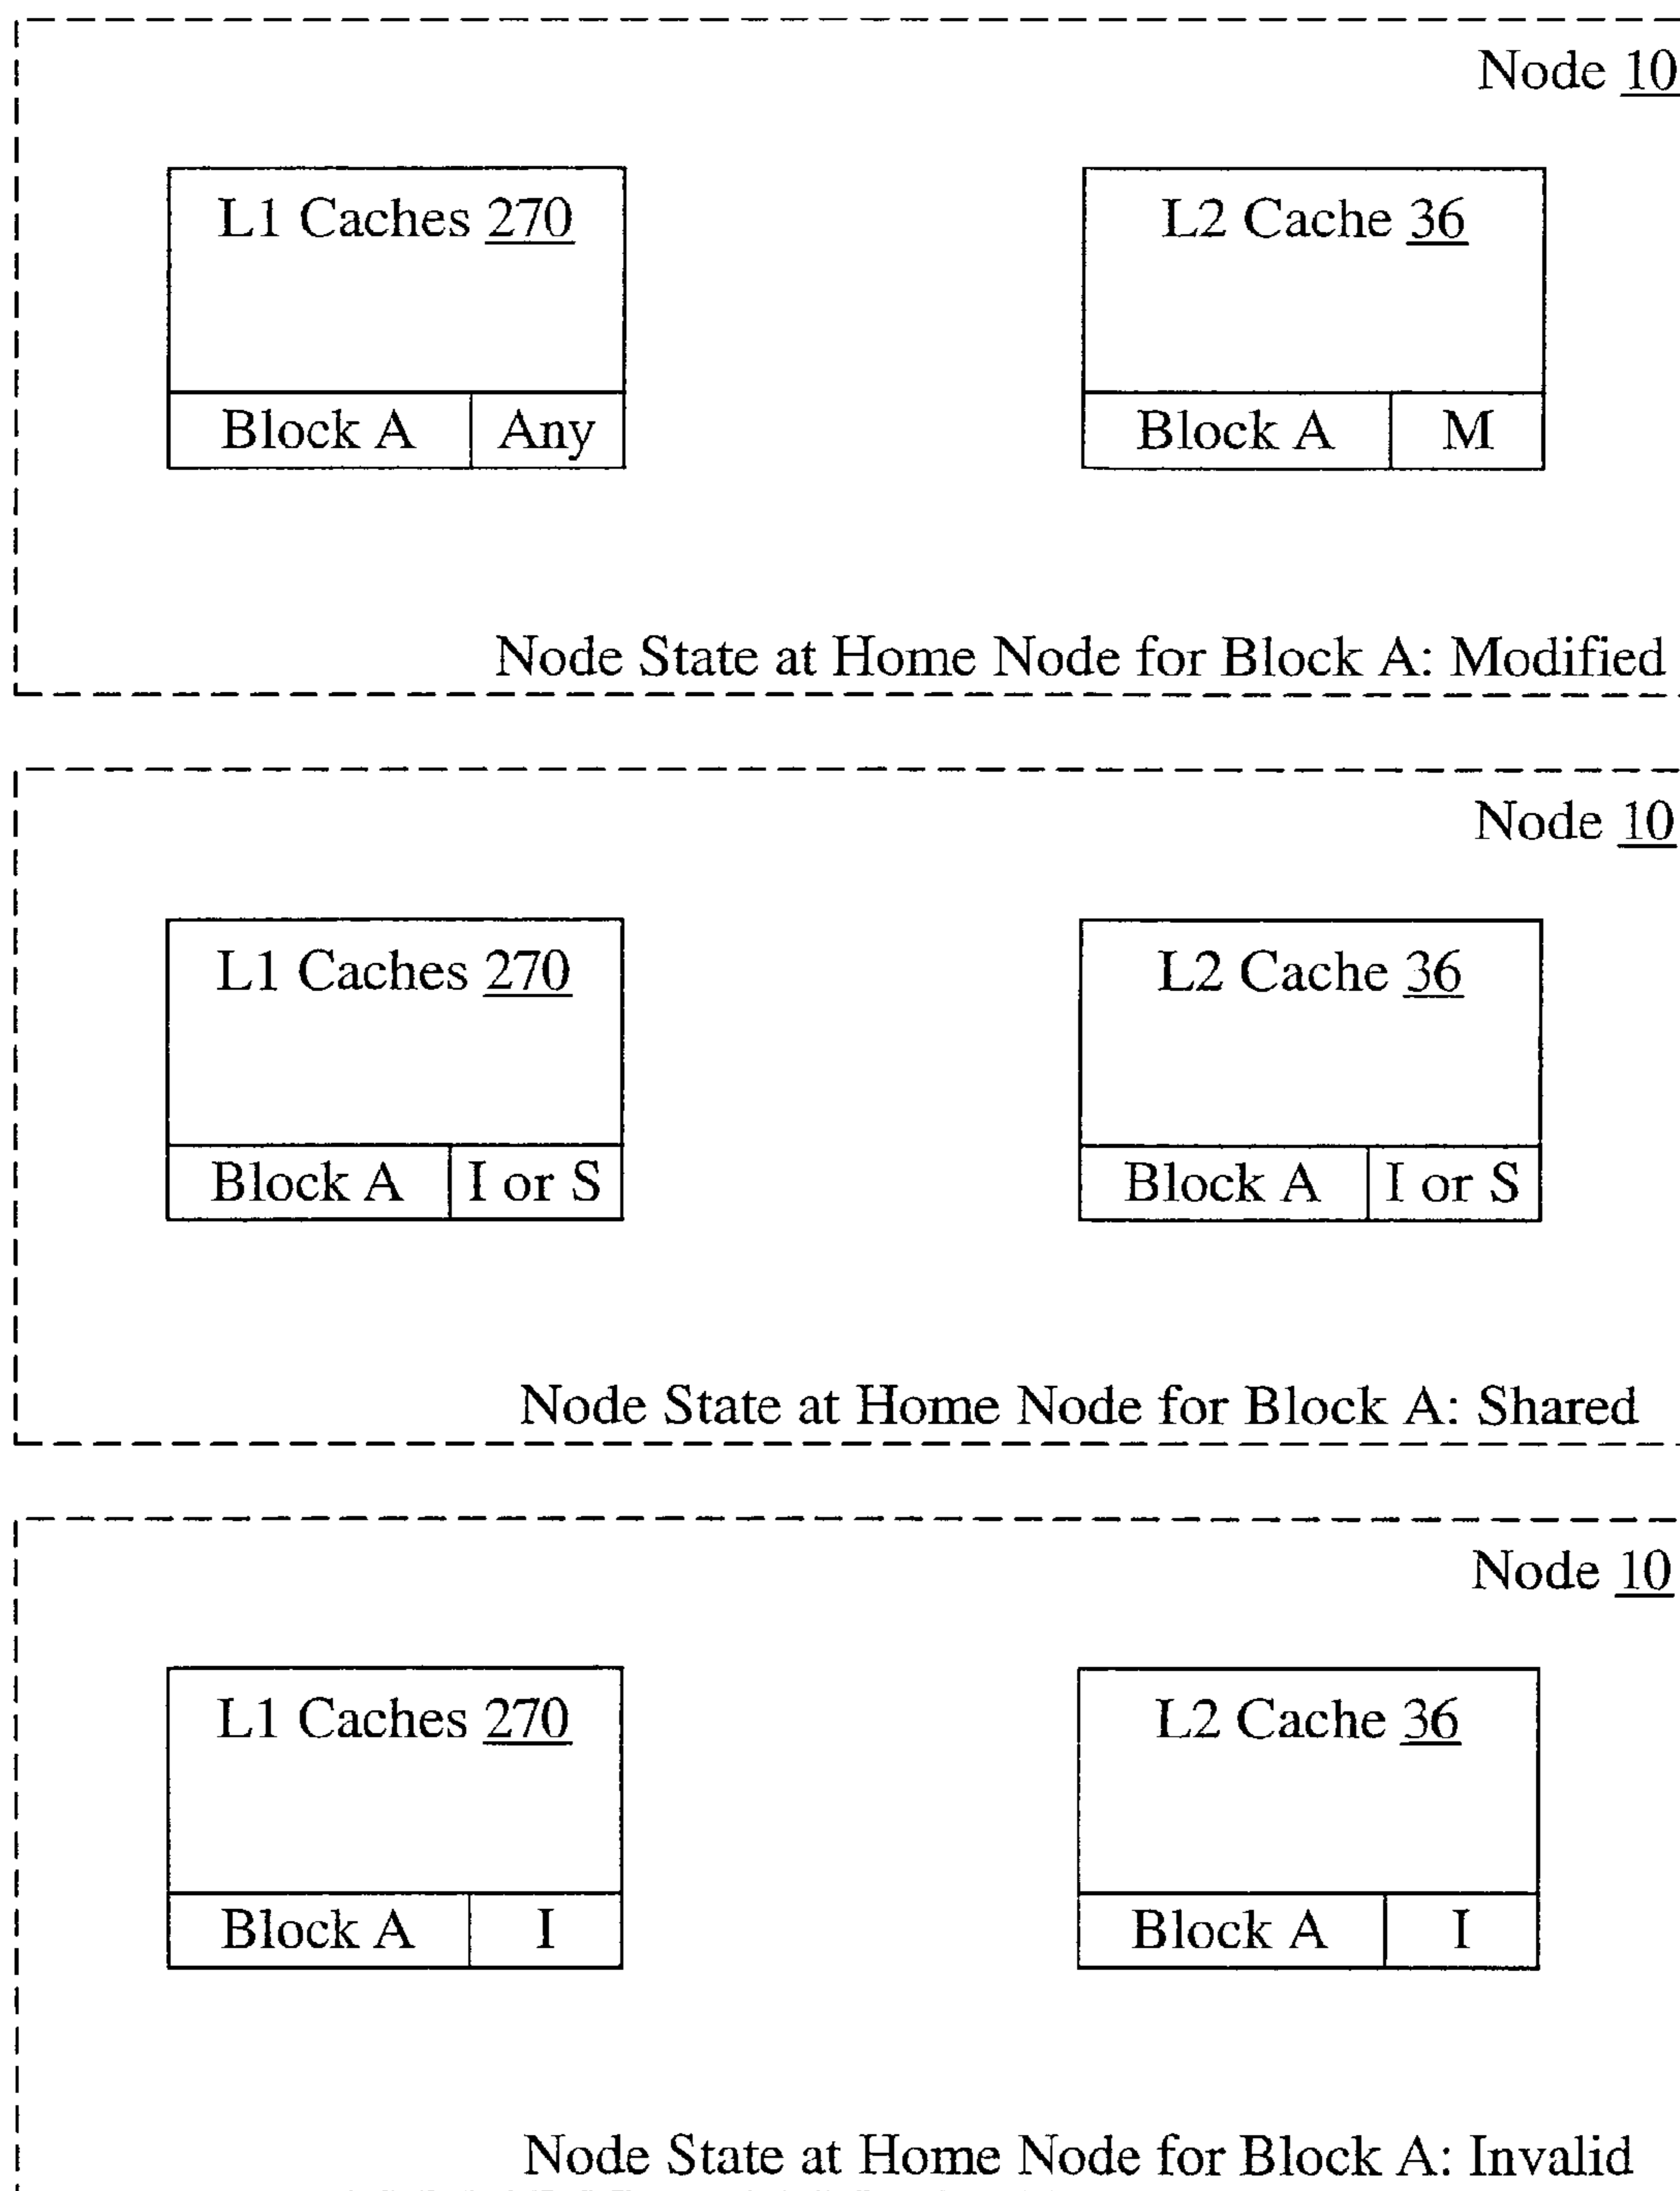 Node 10
L1 Caches 270
L2 Cache 36
Block A Any
Block A M
Node State at Home Node for Block A: Modified
Node 10
L1 Caches 270
L2 Cache 36
Block A I or S
Block A I or S
Node State at Home Node for Block A: Shared
Node 10
L1 Caches 270
L2 Cache 36
Block A I
Block A I
Node State at Home Node for Block A: Invalid